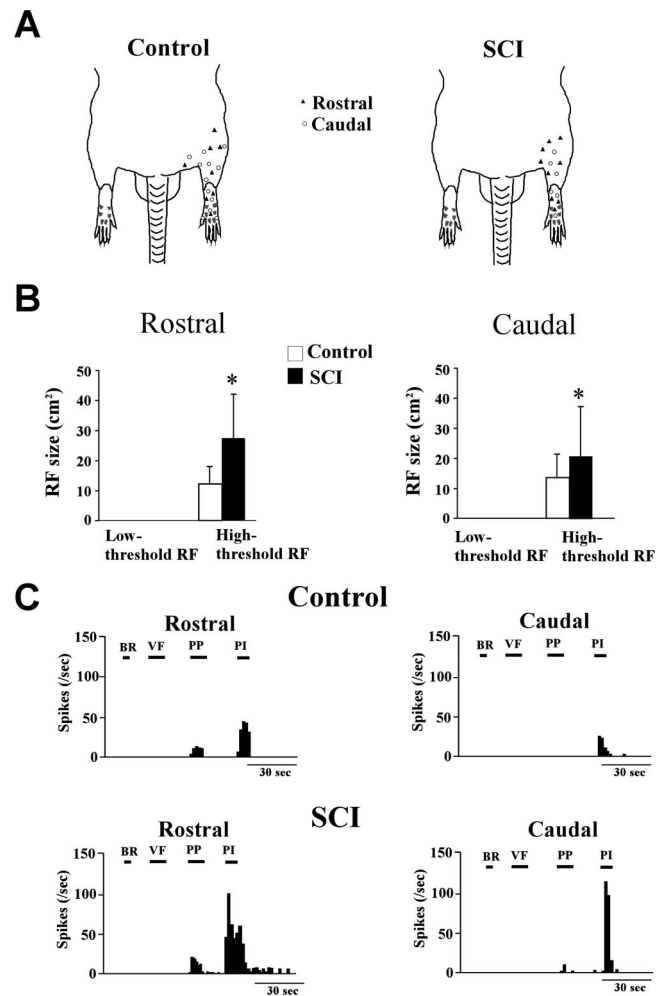 A
Control
SCI
Rostral
Caudal
B
Rostral
Caudal
Control
SCI
RF size (cm²)
50
40
30
20
10
0
*
Low-
threshold RF
High-
threshold RF
RF size (cm²)
50
40
30
20
10
0
*
Low-
threshold RF
High-
threshold RF
C
Control
Rostral
Spikes (/sec)
150
100
50
0
BR VF PP PI
30 sec
Caudal
Spikes (/sec)
150
100
50
0
BR VF PP PI
30 sec
SCI
Rostral
Spikes (/sec)
150
100
50
0
BR VF PP PI
30 sec
Caudal
Spikes (/sec)
150
100
50
0
BR VF PP PI
30 sec